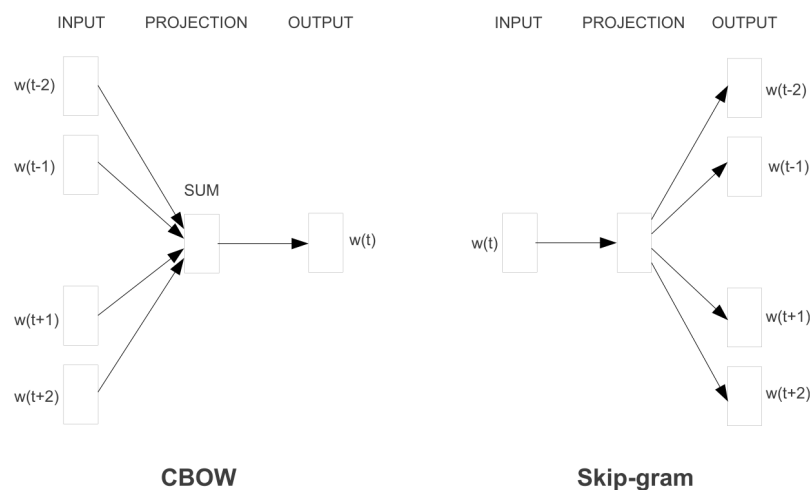 INPUT PROJECTION OUTPUT
w(t-2)
w(t-1)
SUM
w(t)
w(t+1)
w(t+2)
CBOW
INPUT PROJECTION OUTPUT
w(t-2)
w(t-1)
w(t)
w(t+1)
w(t+2)
Skip-gram